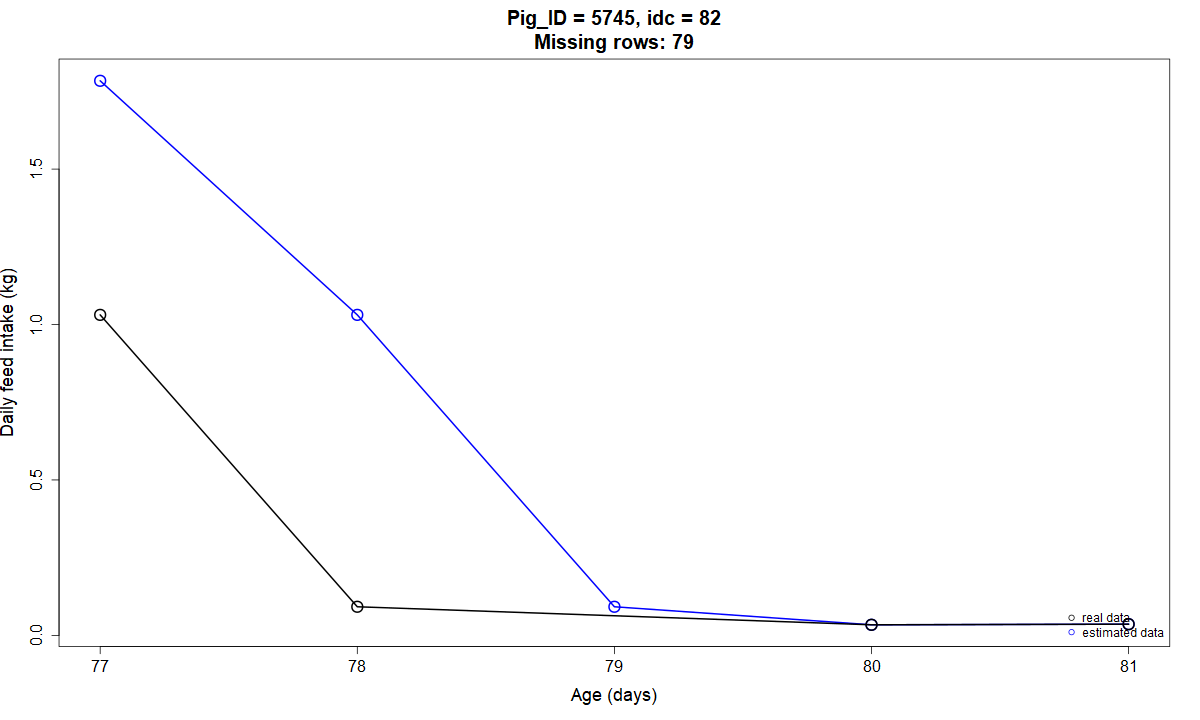 Pig_ID = 5745, idc = 82
Missing rows: 79
Daily feed intake (kg)
1.5
1.0
0.5
0.0
real data
estimated data
77 78 79 80 81
Age (days)